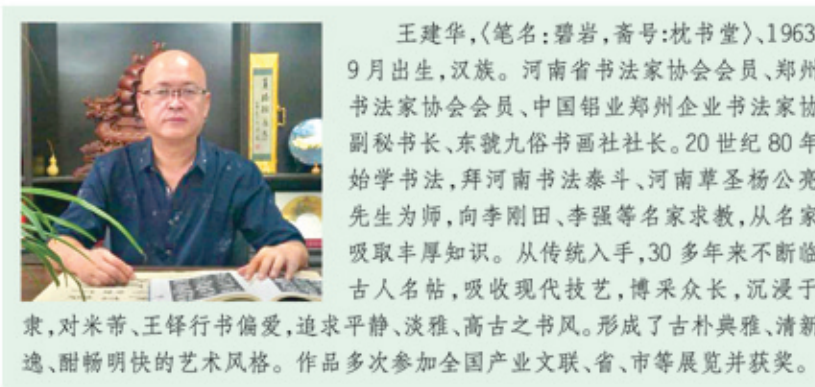 王建华,〈笔名:碧岩,斋号:枕书堂〉、1963
9月出生,汉族。河南省书法家协会会员、郑州
书法家协会会员、中国铝业郑州企业书法家协
副秘书长、东虢九俗书画社社长。20世纪80年
始学书法,拜河南书法泰斗、河南草圣杨公亮
先生为师,向李刚田、李强等名家求教,从名家
吸取丰厚知识。从传统入手,30多年来不断临
古人名帖,吸收现代技艺,博采众长,沉浸于
隶,对米芾、王铎行书偏爱,追求平静、淡雅、高古之书风。形成了古朴典雅、清新
逸、酣畅明快的艺术风格。作品多次参加全国产业文联、省、市等展览并获奖。